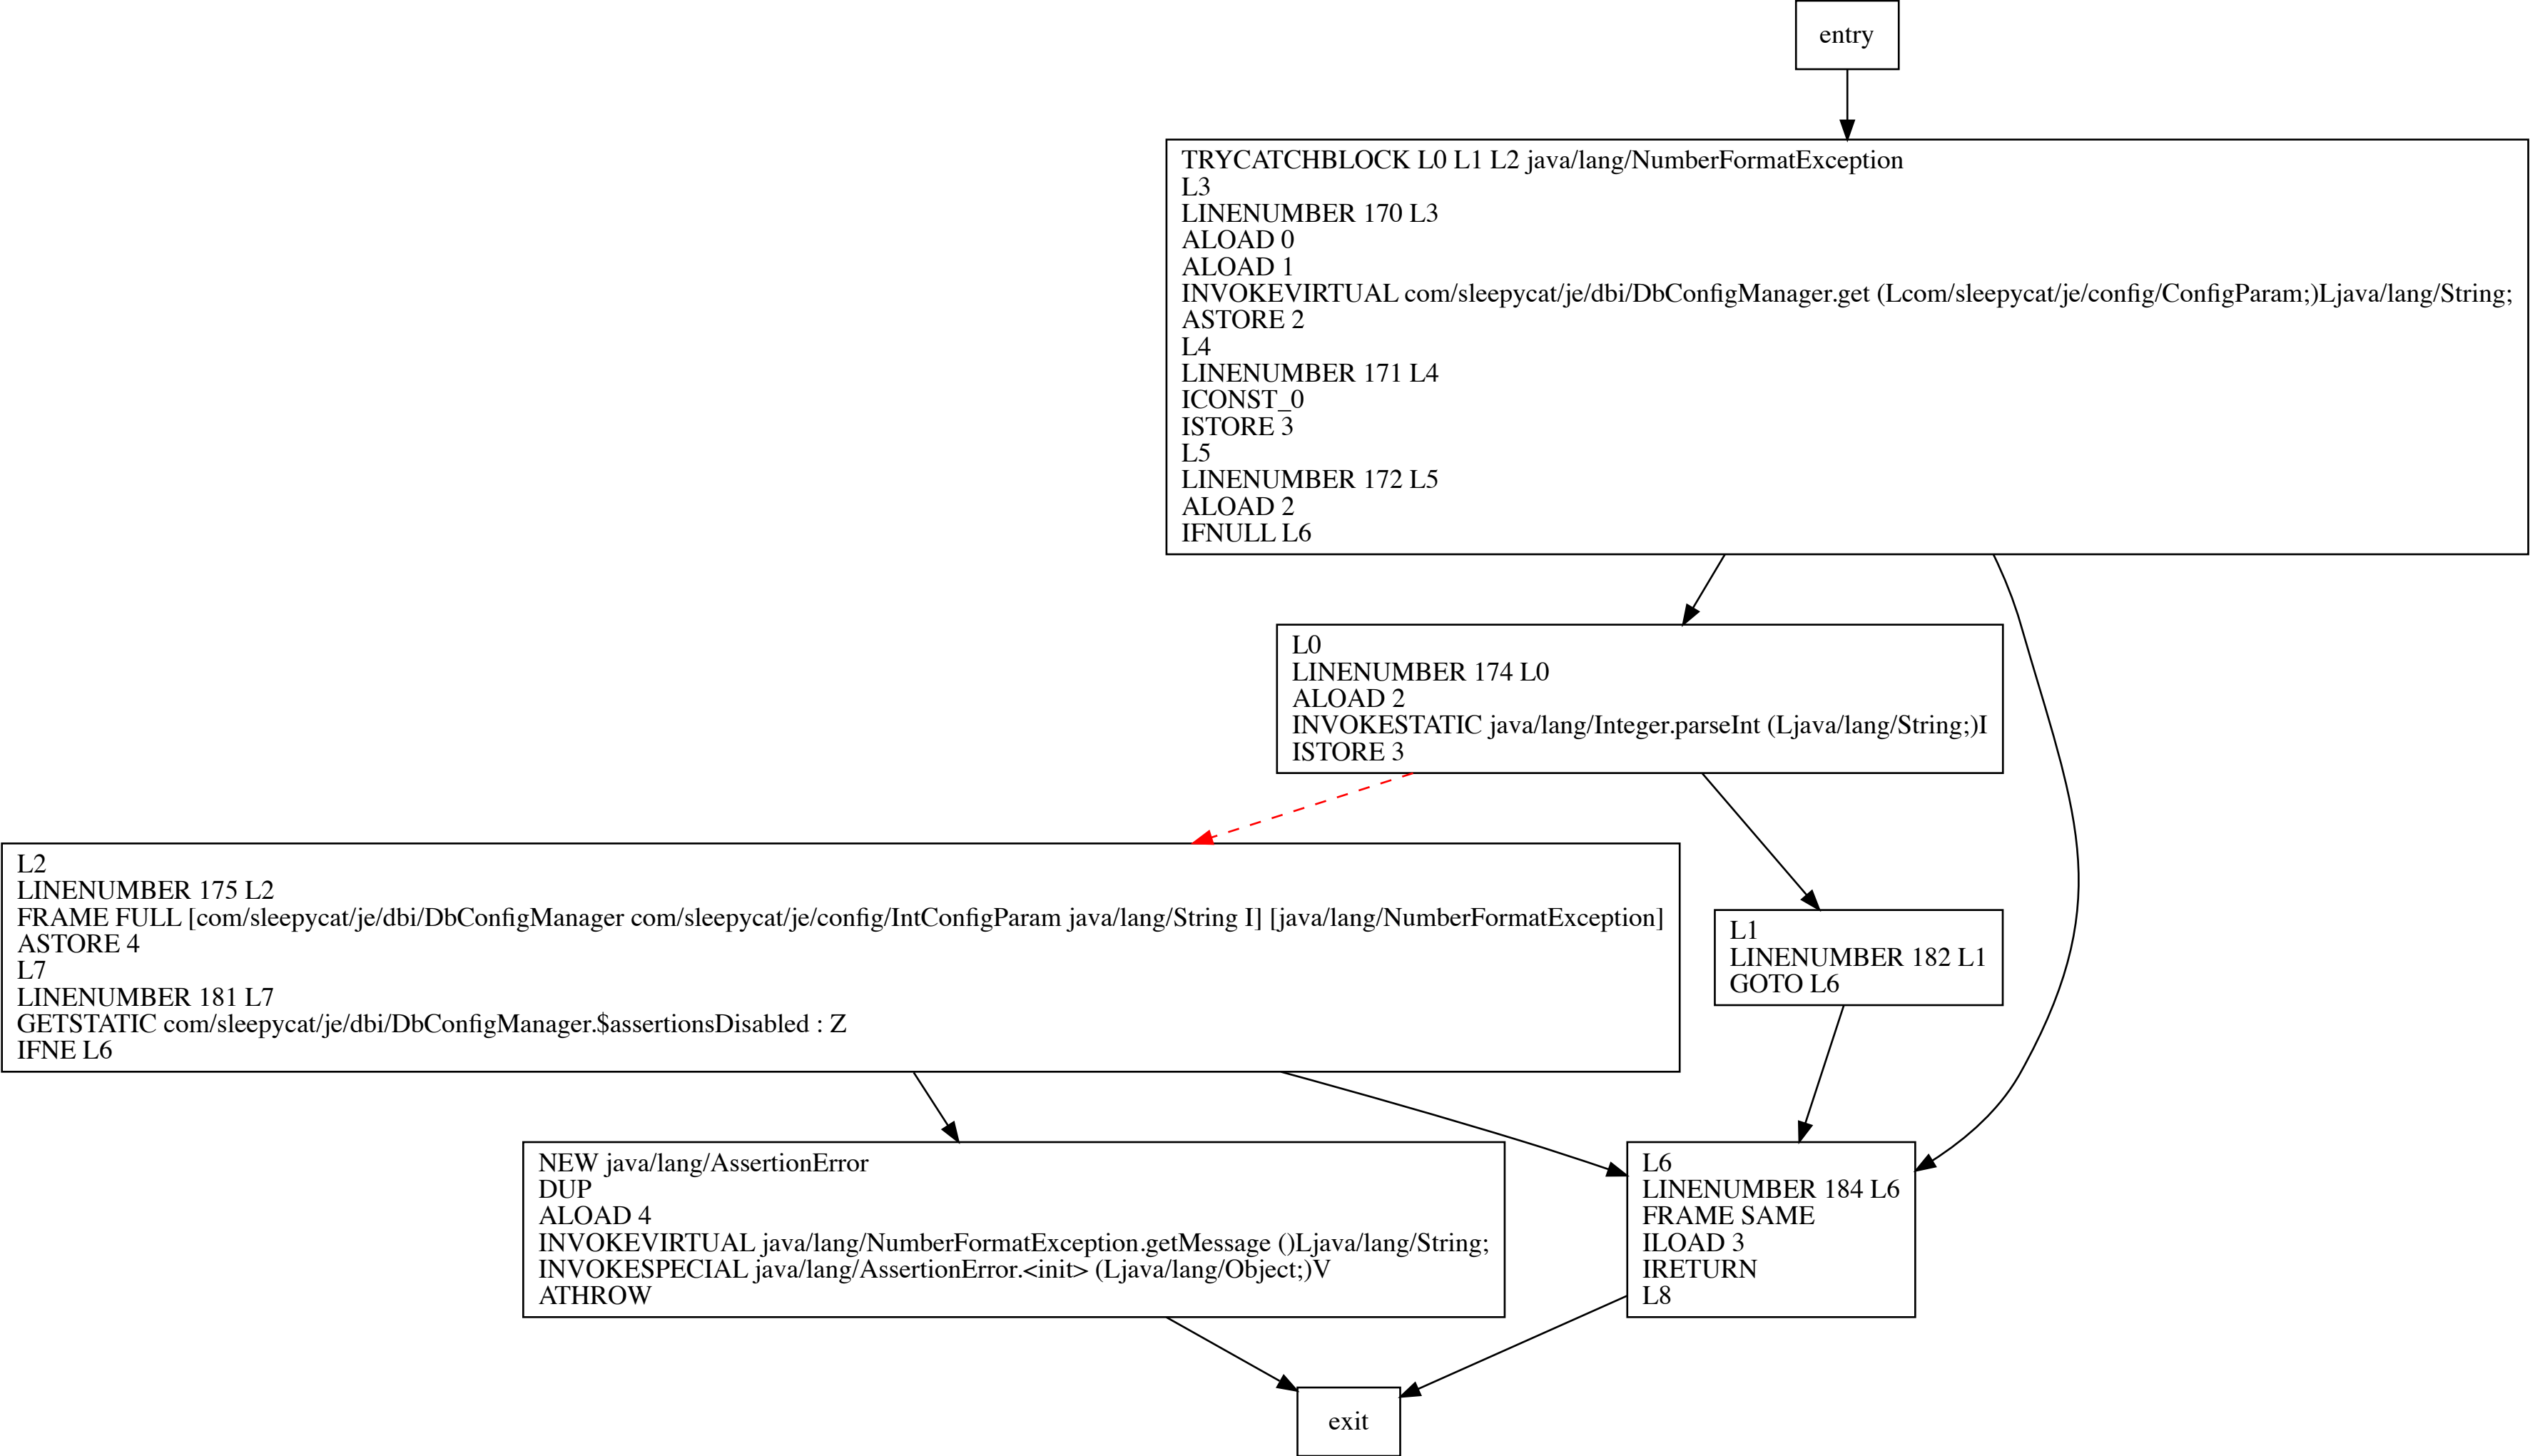 entry
TRYCATCHBLOCK L0 L1 L2 java/lang/NumberFormatException
L3
LINENUMBER 170 L3
ALOAD 0
ALOAD 1
INVOKEVIRTUAL com/sleepycat/je/dbi/DbConfigManager.get (Lcom/sleepycat/je/config/ConfigParam;)Ljava/lang/String;
ASTORE 2
L4
LINENUMBER 171 L4
ICONST_0
ISTORE 3
L5
LINENUMBER 172 L5
ALOAD 2
IFNULL L6
L0
LINENUMBER 174 L0
ALOAD 2
INVOKESTATIC java/lang/Integer.parseInt (Ljava/lang/String;)I
ISTORE 3
L2
LINENUMBER 175 L2
FRAME FULL [com/sleepycat/je/dbi/DbConfigManager com/sleepycat/je/config/IntConfigParam java/lang/String I] [java/lang/NumberFormatException]
ASTORE 4
L7
LINENUMBER 181 L7
GETSTATIC com/sleepycat/je/dbi/DbConfigManager.$assertionsDisabled : Z
IFNE L6
L1
LINENUMBER 182 L1
GOTO L6
NEW java/lang/AssertionError
DUP
ALOAD 4
INVOKEVIRTUAL java/lang/NumberFormatException.getMessage ()Ljava/lang/String;
INVOKESPECIAL java/lang/AssertionError.<init> (Ljava/lang/Object;)V
ATHROW
L6
LINENUMBER 184 L6
FRAME SAME
ILOAD 3
IRETURN
L8
exit